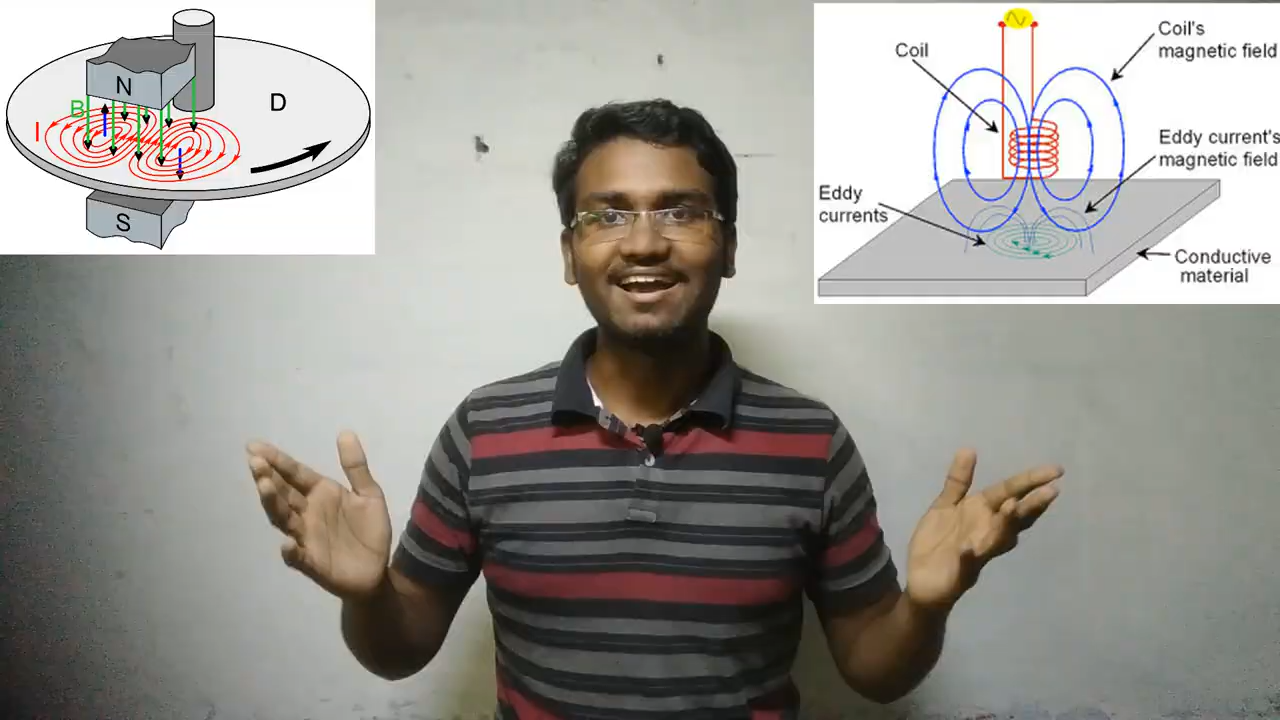 N
B
I
D
S
Coil
Coil's
magnetic field
Eddy current's
magnetic field
Eddy
currents
Conductive
material